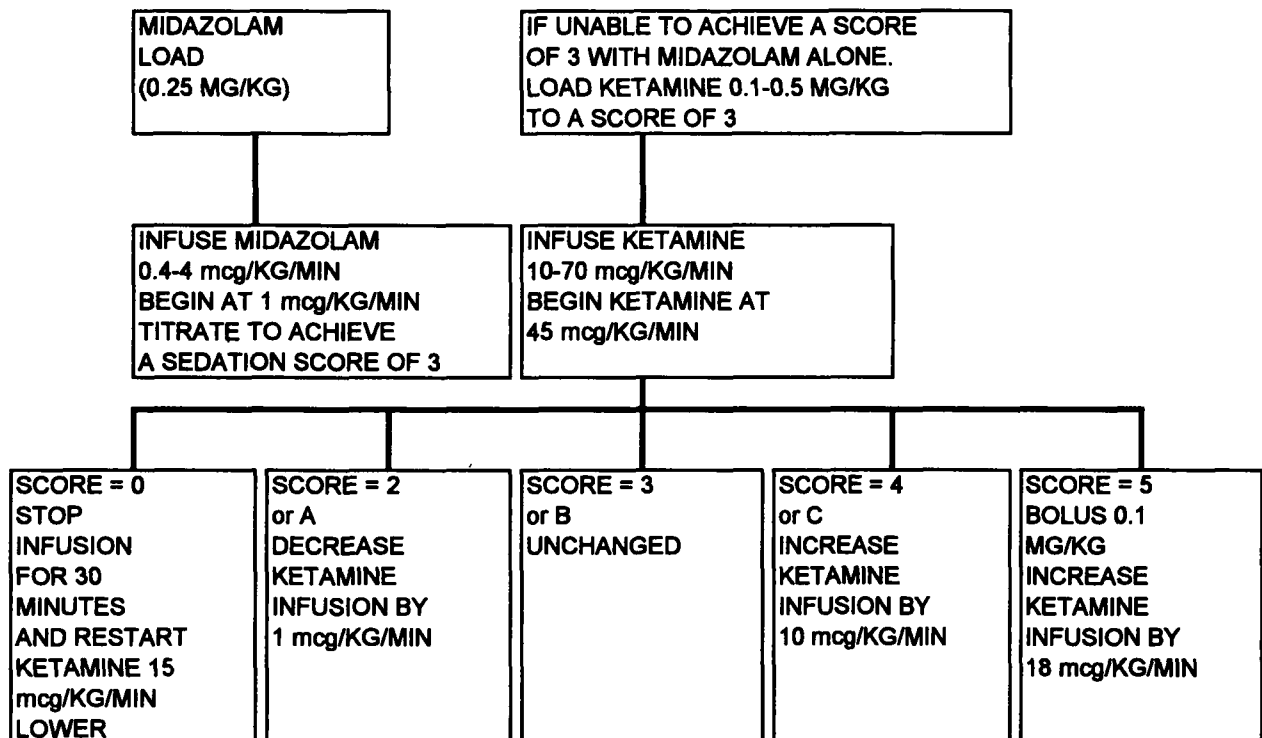 MIDAZOLAM
LOAD
(0.25 MG/KG)
IF UNABLE TO ACHIEVE A SCORE
OF 3 WITH MIDAZOLAM ALONE.
LOAD KETAMINE 0.1-0.5 MG/KG
TO A SCORE OF 3
INFUSE MIDAZOLAM
0.4-4 mcg/KG/MIN
BEGIN AT 1 mcg/KG/MIN
TITRATE TO ACHIEVE
A SEDATION SCORE OF 3
INFUSE KETAMINE
10-70 mcg/KG/MIN
BEGIN KETAMINE AT
45 mcg/KG/MIN
SCORE = 0
STOP
INFUSION
FOR 30
MINUTES
AND RESTART
KETAMINE 15
mcg/KG/MIN
LOWER
SCORE = 2
or A
DECREASE
KETAMINE
INFUSION BY
1 mcg/KG/MIN
SCORE = 3
or B
UNCHANGED
SCORE = 4
or C
INCREASE
KETAMINE
INFUSION BY
10 mcg/KG/MIN
SCORE = 5
BOLUS 0.1
MG/KG
INCREASE
KETAMINE
INFUSION BY
18 mcg/KG/MIN